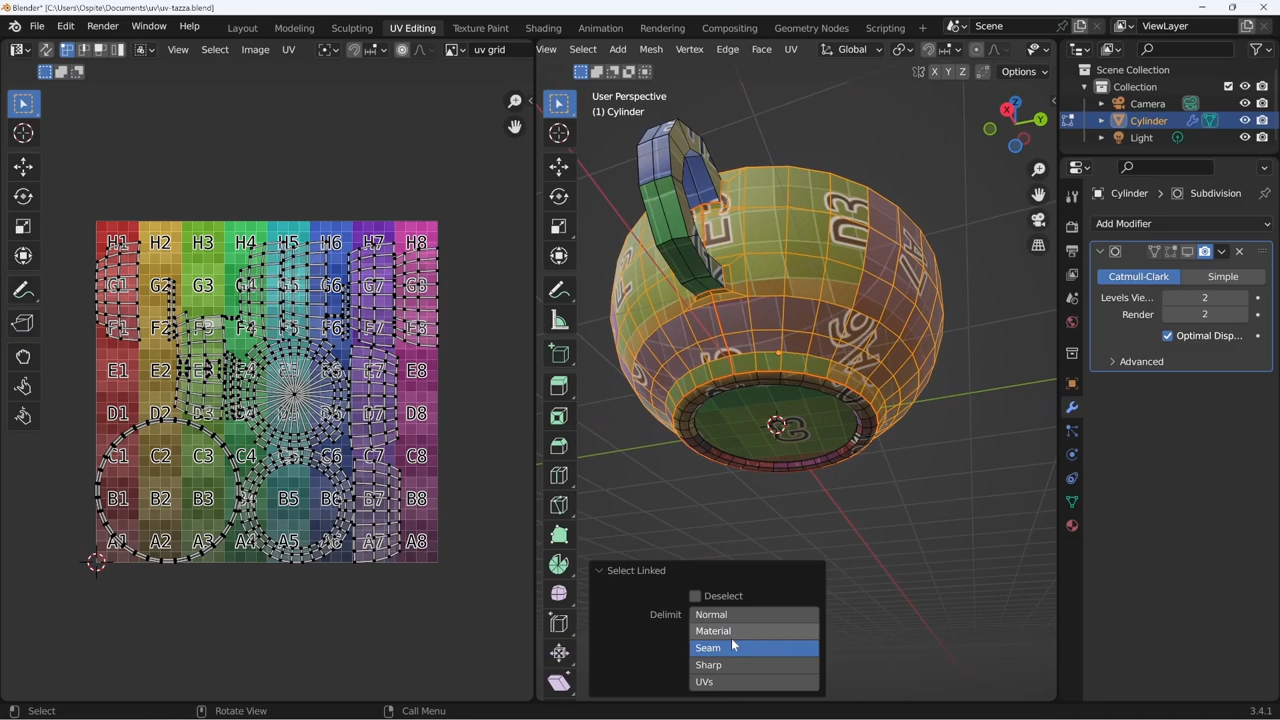 Blender* [C:\Users\Ospite\Documents\uv\uv-tazza.blend]
File Edit Render Window Help
Layout Modeling Sculpting UV Editing Texture Paint Shading Animation Rendering Compositing Geometry Nodes Scripting +
Scene ViewLayer
View Select Image UV uv grid
View Select Add Mesh Vertex Edge Face UV Global
X Y Z Options
User Perspective
(1) Cylinder
Z
X Y
Scene Collection
Collection
Camera
Cylinder
Light
Cylinder > Subdivision
Add Modifier
Catmull-Clark Simple
Levels Vie... 2
Render 2
Optimal Disp...
Advanced
H1 H2 H3 H4 H5 H6 H7 H8
G1 G2 G3 G4 G5 G6 G7 G8
F1 F2 F3 F4 F5 F6 F7 F8
E1 E2 E3 E4 E5 E6 E7 E8
D1 D2 D3 D4 D5 D6 D7 D8
C1 C2 C3 C4 C5 C6 C7 C8
B1 B2 B3 B4 B5 B6 B7 B8
A1 A2 A3 A4 A5 A6 A7 A8
E3
D3
G3
Select Linked
Deselect
Delimit Normal
Material
Seam
Sharp
UVs
Select Rotate View Call Menu 3.4.1